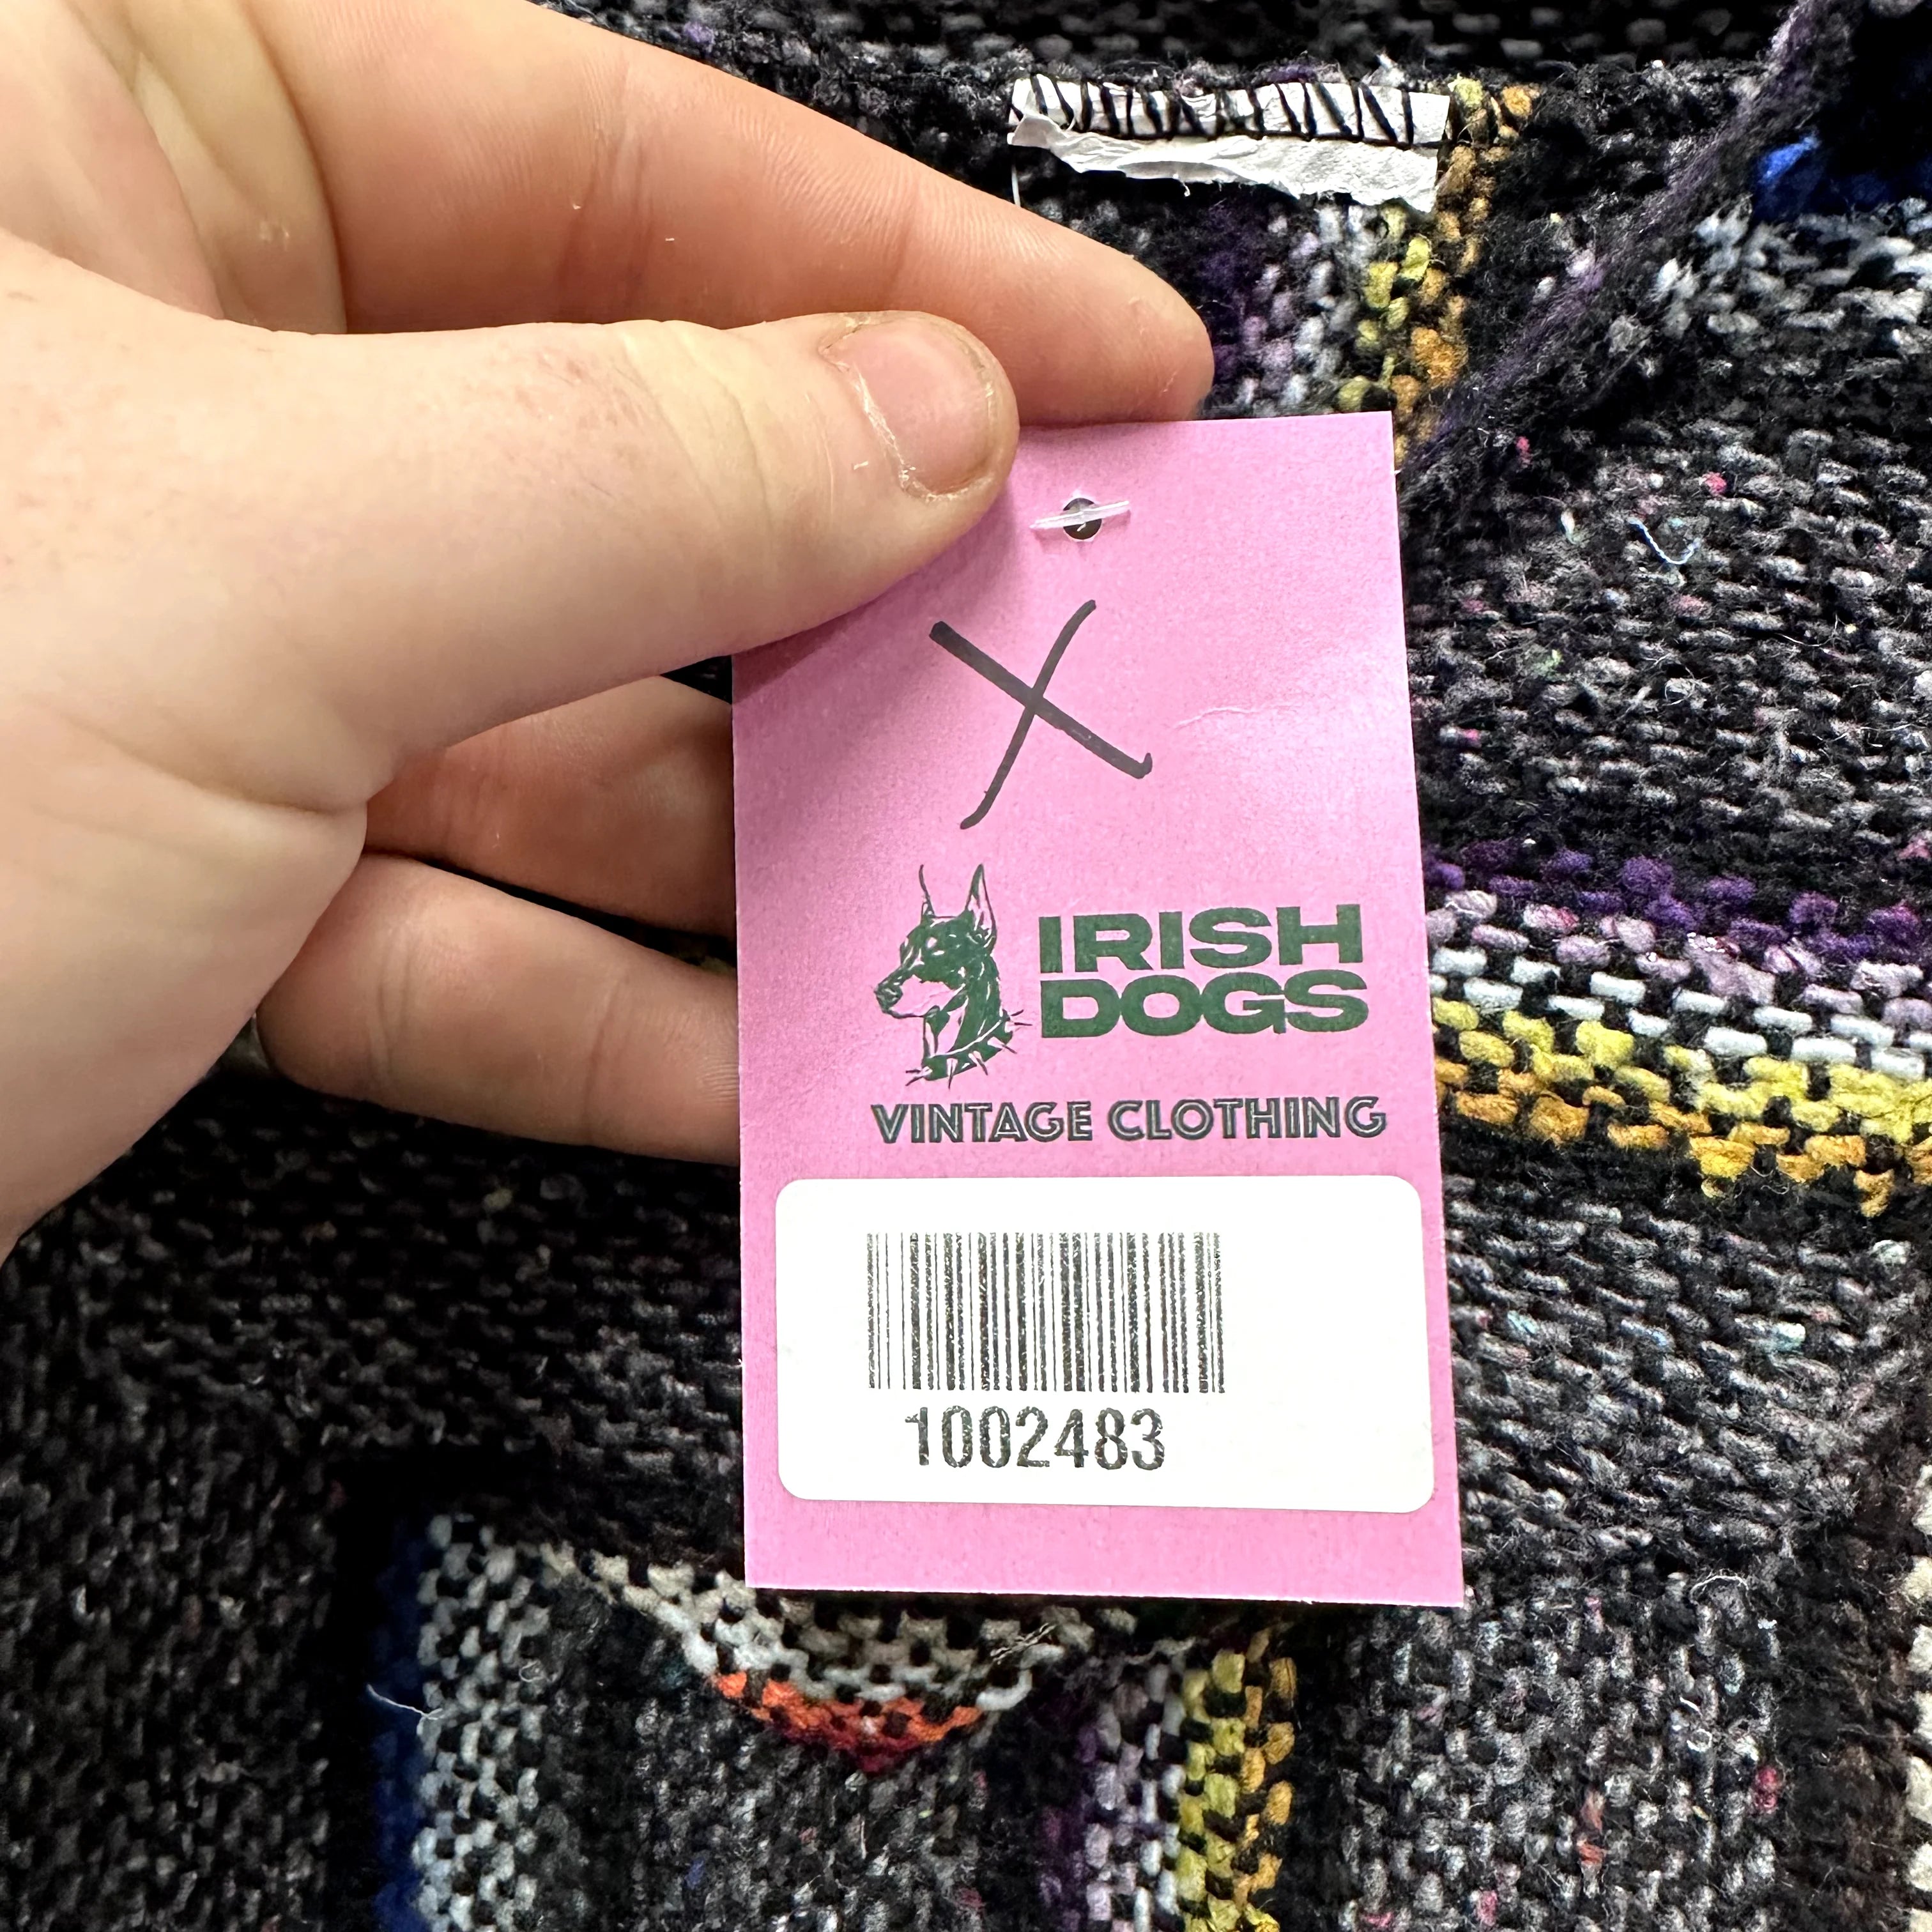 X
IRISH
DOGS
VINTAGE CLOTHING
1002483